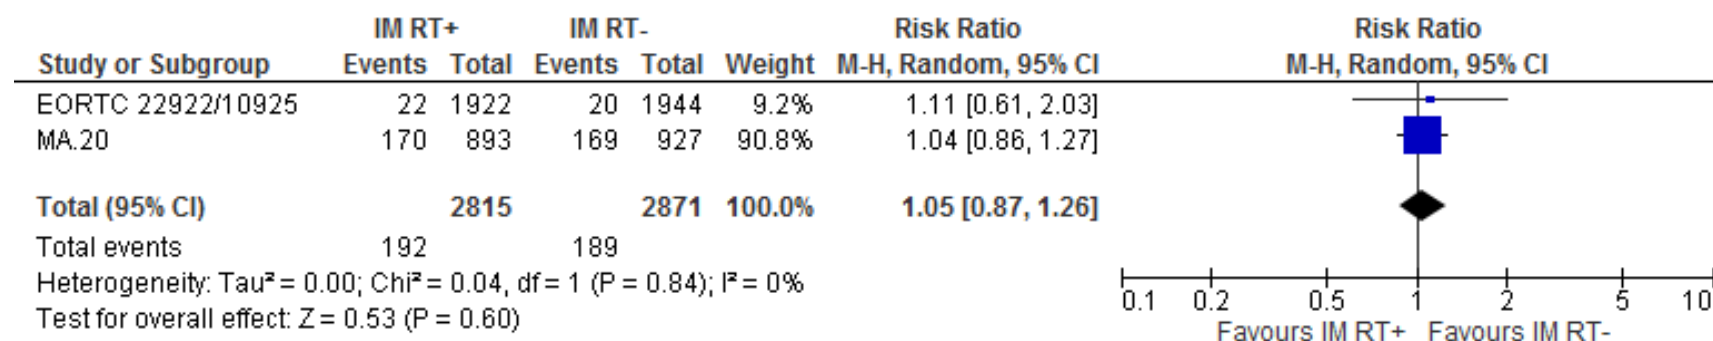 IM RT+ IM RT- Risk Ratio Risk Ratio
Study or Subgroup Events Total Events Total Weight M-H, Random, 95% CI M-H, Random, 95% CI
EORTC 22922/10925 22 1922 20 1944 9.2% 1.11 [0.61, 2.03]
MA.20 170 893 169 927 90.8% 1.04 [0.86, 1.27]
Total (95% CI) 2815 2871 100.0% 1.05 [0.87, 1.26]
Total events 192 189
Heterogeneity: Tau² = 0.00; Chi² = 0.04, df = 1 (P = 0.84); I² = 0%
Test for overall effect: Z = 0.53 (P = 0.60)
0.1 0.2 0.5 1 2 5 10
Favours IM RT+ Favours IM RT-